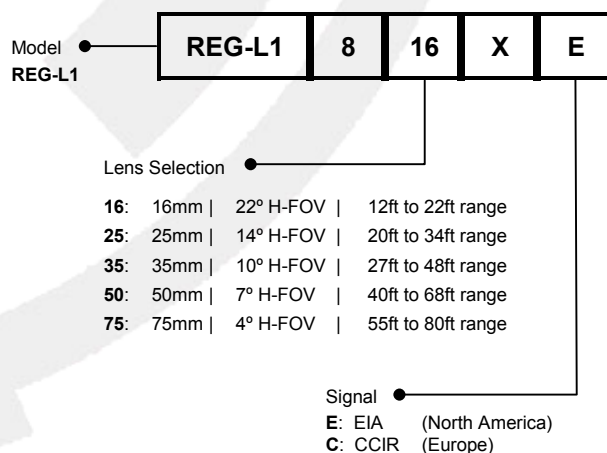 Model
REG-L1
REG-L1 8 16 X E
Lens Selection
16: 16mm | 22º H-FOV | 12ft to 22ft range
25: 25mm | 14º H-FOV | 20ft to 34ft range
35: 35mm | 10º H-FOV | 27ft to 48ft range
50: 50mm | 7º H-FOV | 40ft to 68ft range
75: 75mm | 4º H-FOV | 55ft to 80ft range
Signal
E: EIA (North America)
C: CCIR (Europe)